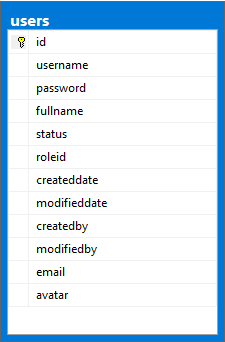 users
id
username
password
fullname
status
roleid
createddate
modifieddate
createdby
modifiedby
email
avatar